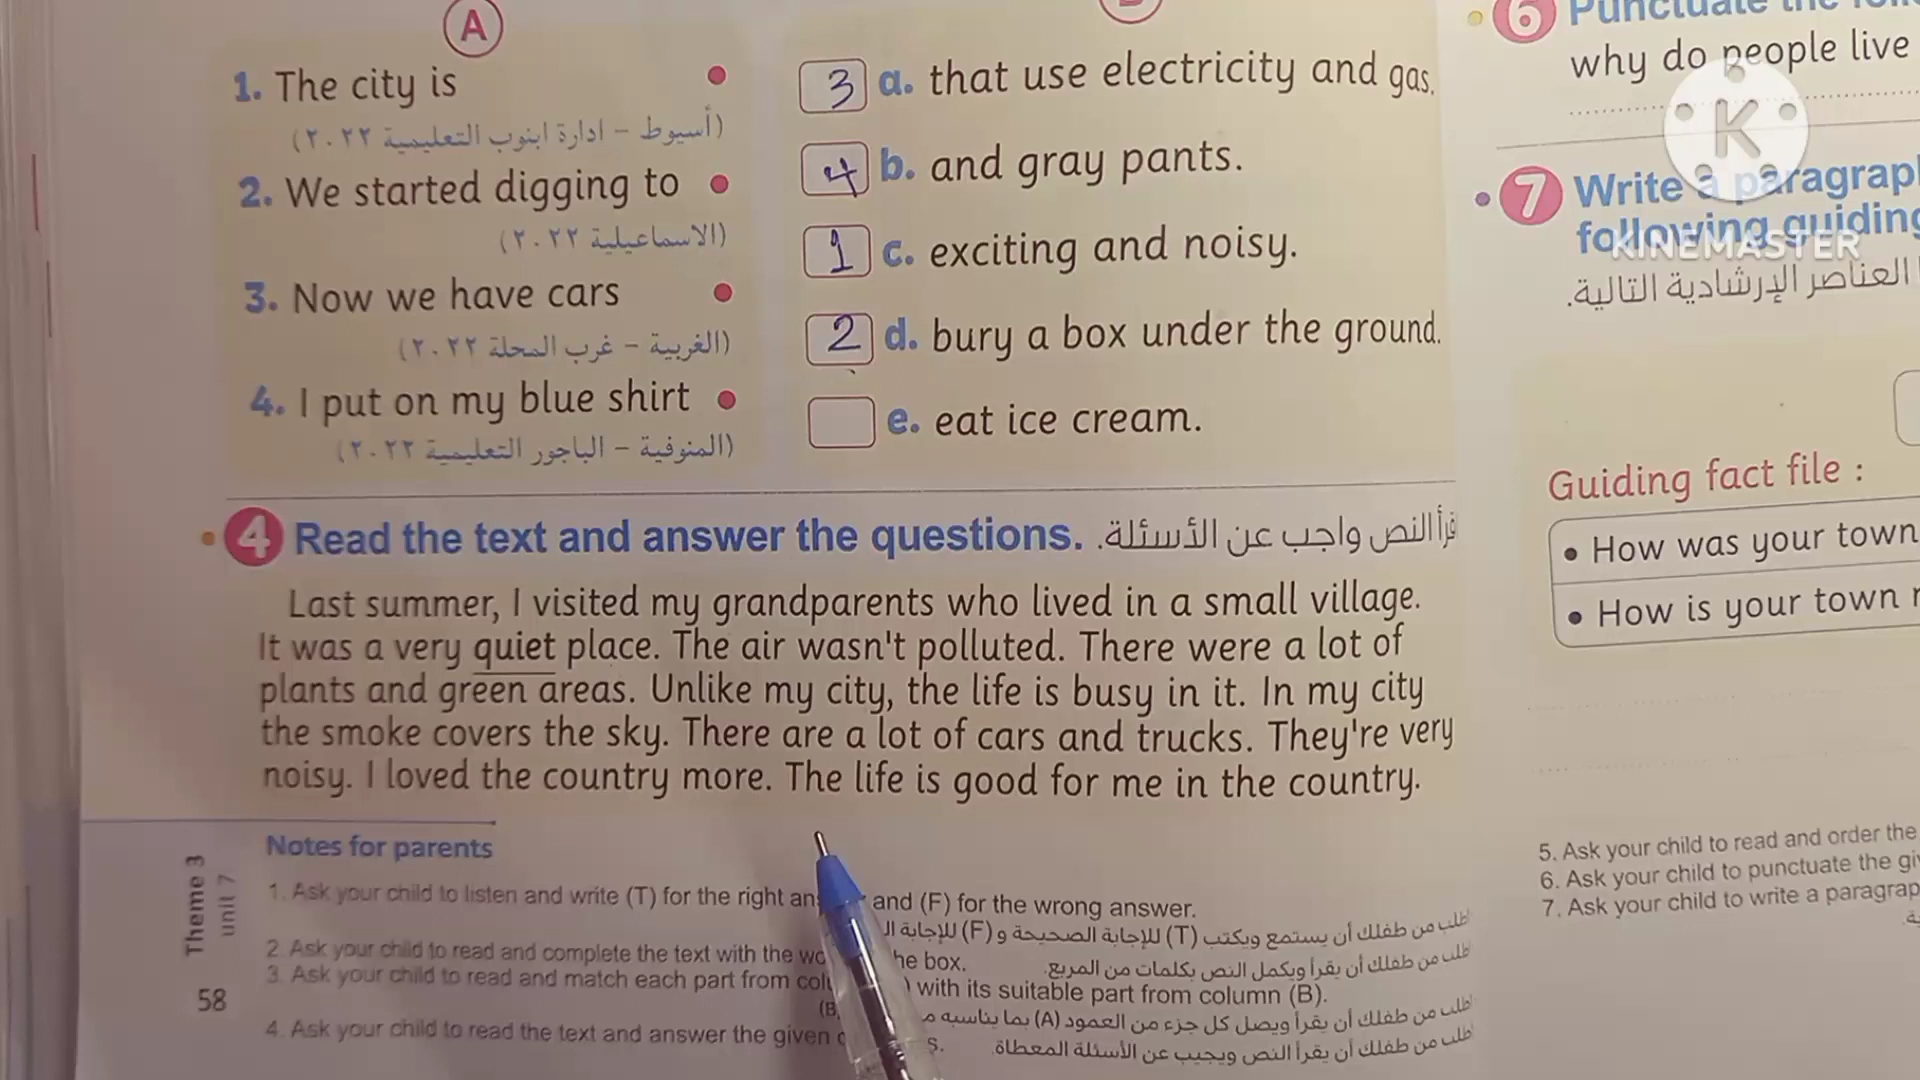 A
1. The city is
(أسيوط - ادارة ابنوب التعليمية ٢٠٢٢)
2. We started digging to
(الاسماعيلية ٢٠٢٢)
3. Now we have cars
(الغربية - غرب المحلة ٢٠٢٢)
4. I put on my blue shirt
(المنوفية - الباجور التعليمية ٢٠٢٢)
3 a. that use electricity and gas.
4 b. and gray pants.
1 c. exciting and noisy.
2 d. bury a box under the ground.
e. eat ice cream.
4 Read the text and answer the questions. اقرأ النص واجب عن الأسئلة.
Last summer, I visited my grandparents who lived in a small village.
It was a very quiet place. The air wasn't polluted. There were a lot of
plants and green areas. Unlike my city, the life is busy in it. In my city
the smoke covers the sky. There are a lot of cars and trucks. They're very
noisy. I loved the country more. The life is good for me in the country.
Notes for parents
1. Ask your child to listen and write (T) for the right and (F) for the wrong answer.
اطلب من طفلك أن يستمع ويكتب (T) للإجابة الصحيحة و (F) للإجابة
2. Ask your child to read and complete the text with the box.
اطلب من طفلك أن يقرأ ويكمل النص بكلمات من المربع.
3. Ask your child to read and match each part from with its suitable part from column (B).
اطلب من طفلك أن يقرأ ويصل كل جزء من العمود (A) بما يناسبه (B)
4. Ask your child to read the text and answer the given
اطلب من طفلك أن يقرأ النص ويجيب عن الأسئلة المعطاة.
Theme 3
unit 7
58
6 Punctuate the
why do people live
7 Write a paragraph
following guiding
العناصر الإرشادية التالية.
Guiding fact file :
• How was your town
• How is your town
5. Ask your child to read and order the
6. Ask your child to punctuate the
7. Ask your child to write a
K
KINEMASTER